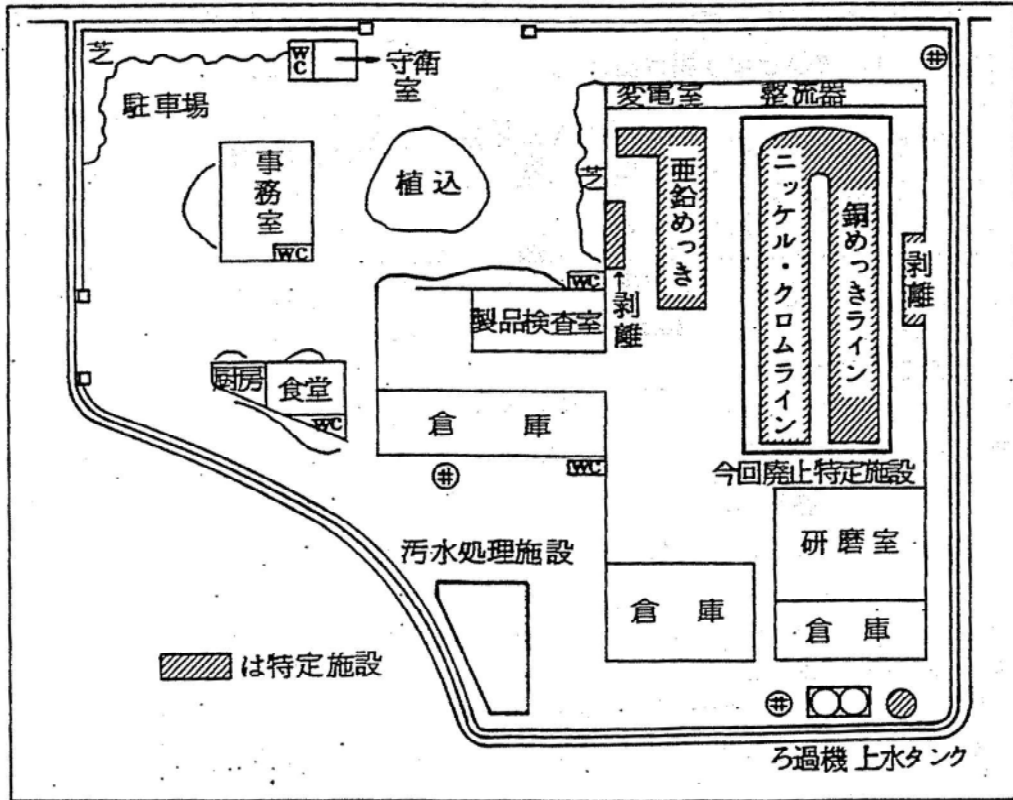 芝
WC
守衛室
井
駐車場
変電室
整流器
事務室
WC
植込
芝
亜鉛めっき
ニッケル・クロムライン
銅めっきライン
剥離
剥離
WC
製品検査室
厨房
食堂
WC
倉庫
WC
井
今回廃止特定施設
研磨室
汚水処理施設
倉庫
倉庫
は特定施設
井
ろ過機 上水タンク